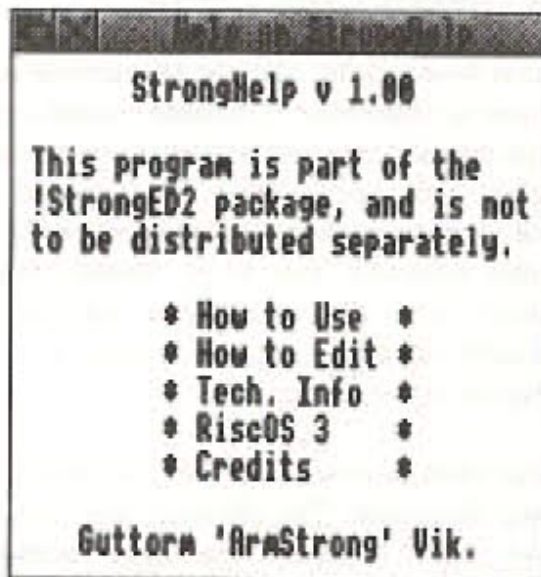 Help on StrongHelp
StrongHelp v 1.00
This program is part of the
!StrongED2 package, and is not
to be distributed separately.
* How to Use *
* How to Edit *
* Tech. Info *
* RiscOS 3 *
* Credits *
Guttorm 'ArmStrong' Vik.